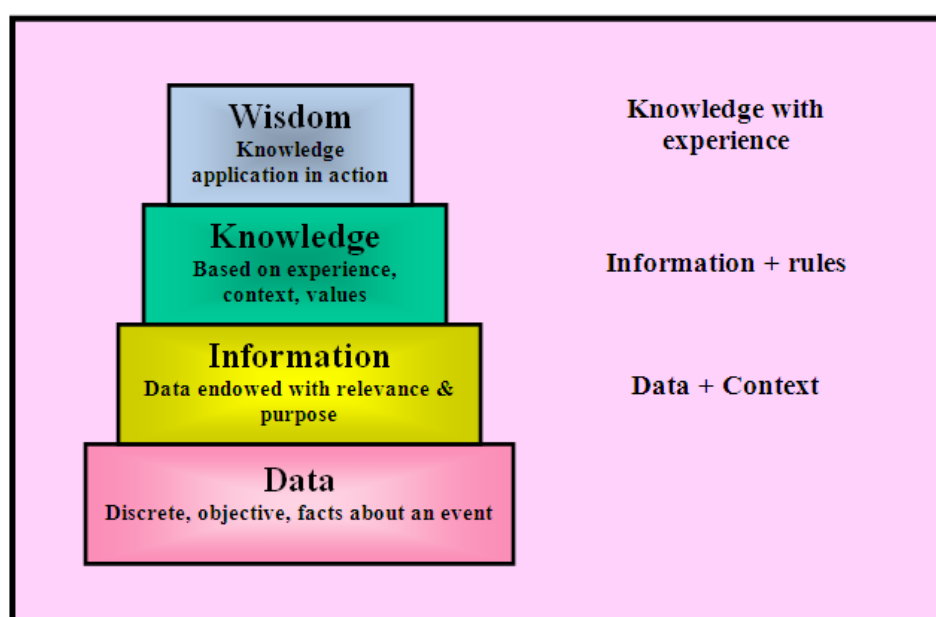 Wisdom
Knowledge
application in action
Knowledge with
experience
Knowledge
Based on experience,
context, values
Information + rules
Information
Data endowed with relevance &
purpose
Data + Context
Data
Discrete, objective, facts about an event